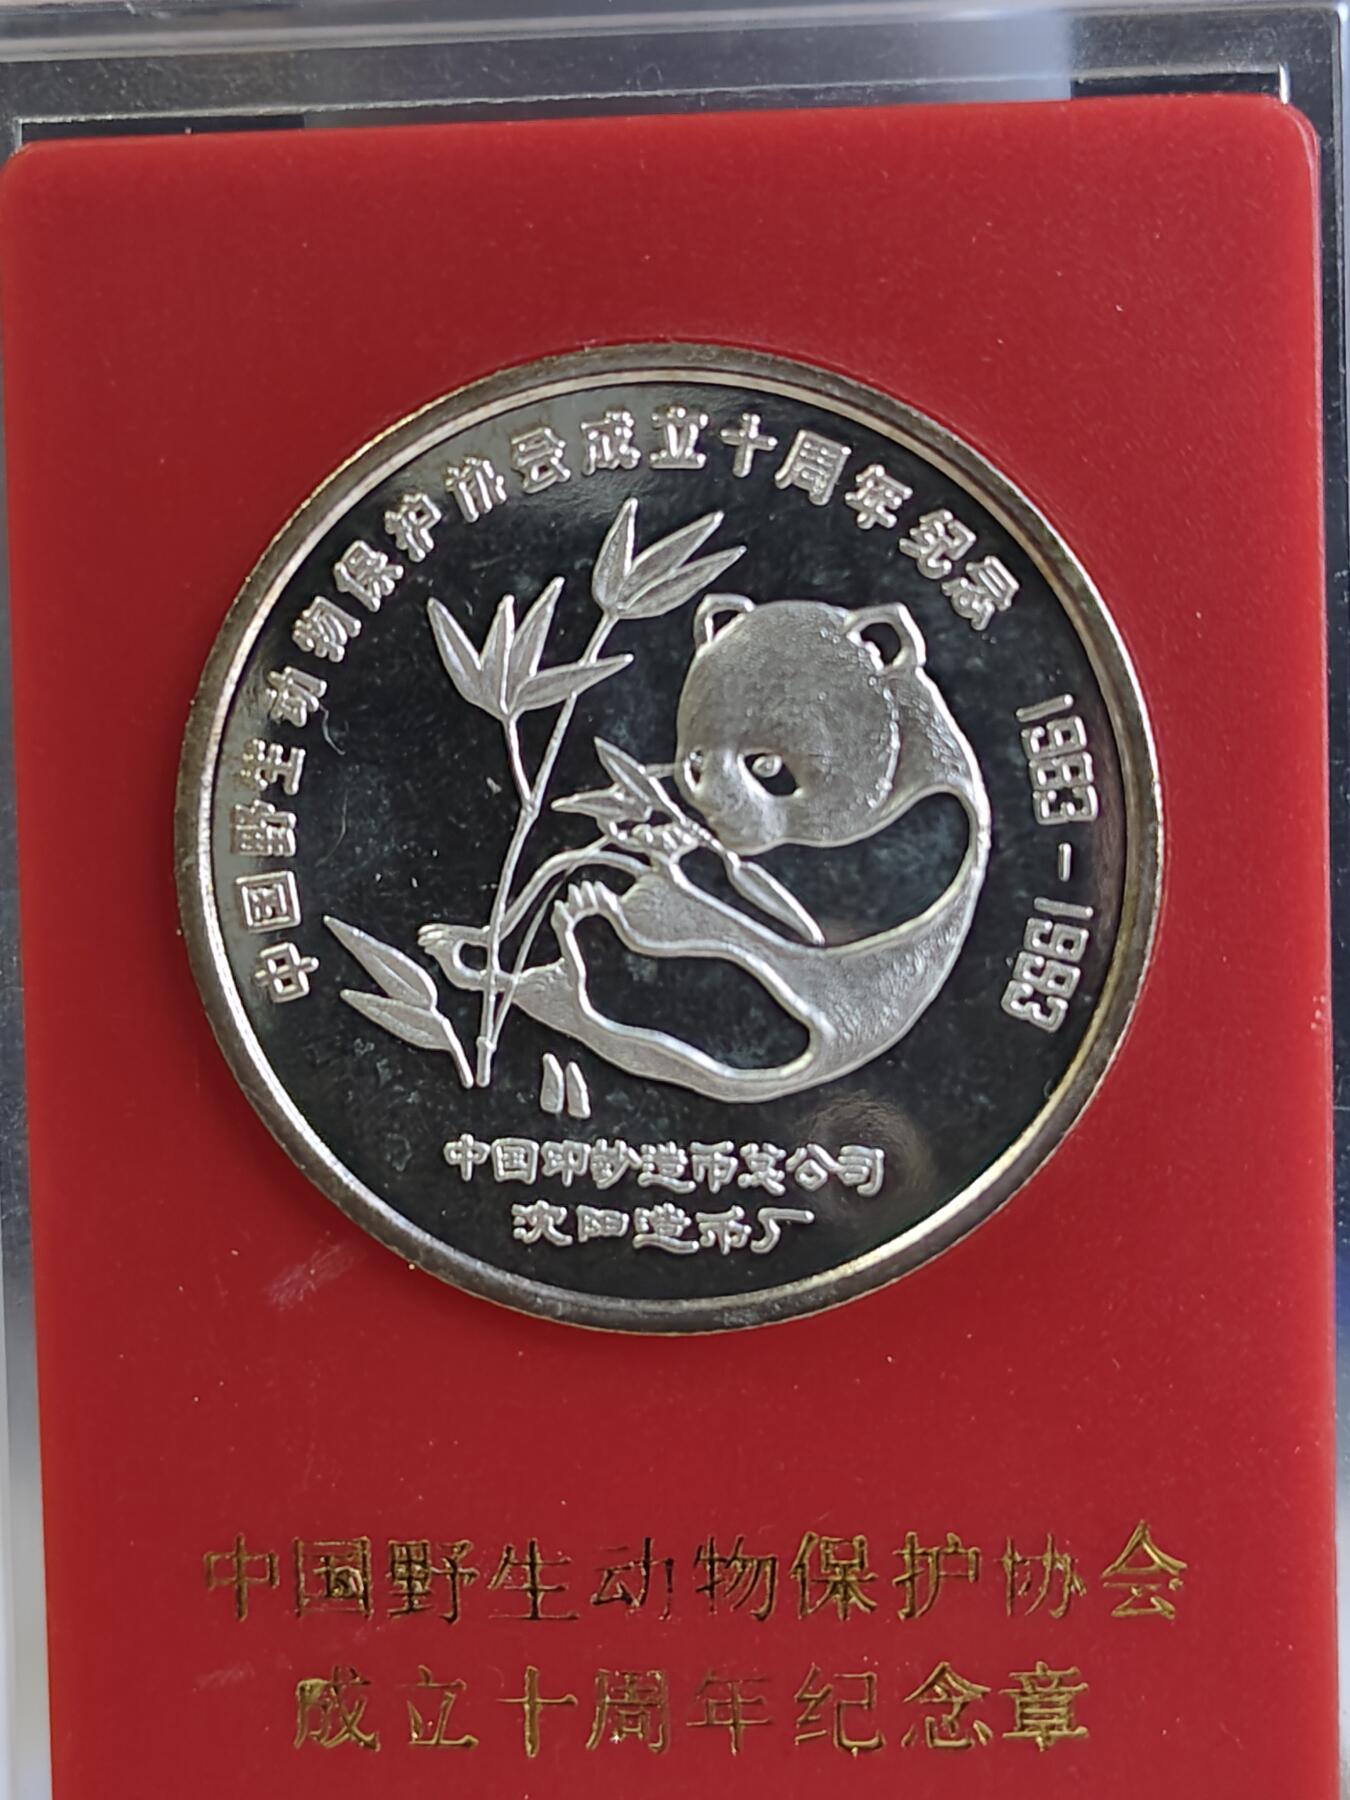 中国野生动物保护协会成立十周年纪念
1983-1993
中国印钞造币总公司
沈阳造币厂
中国野生动物保护协会
成立十周年纪念章